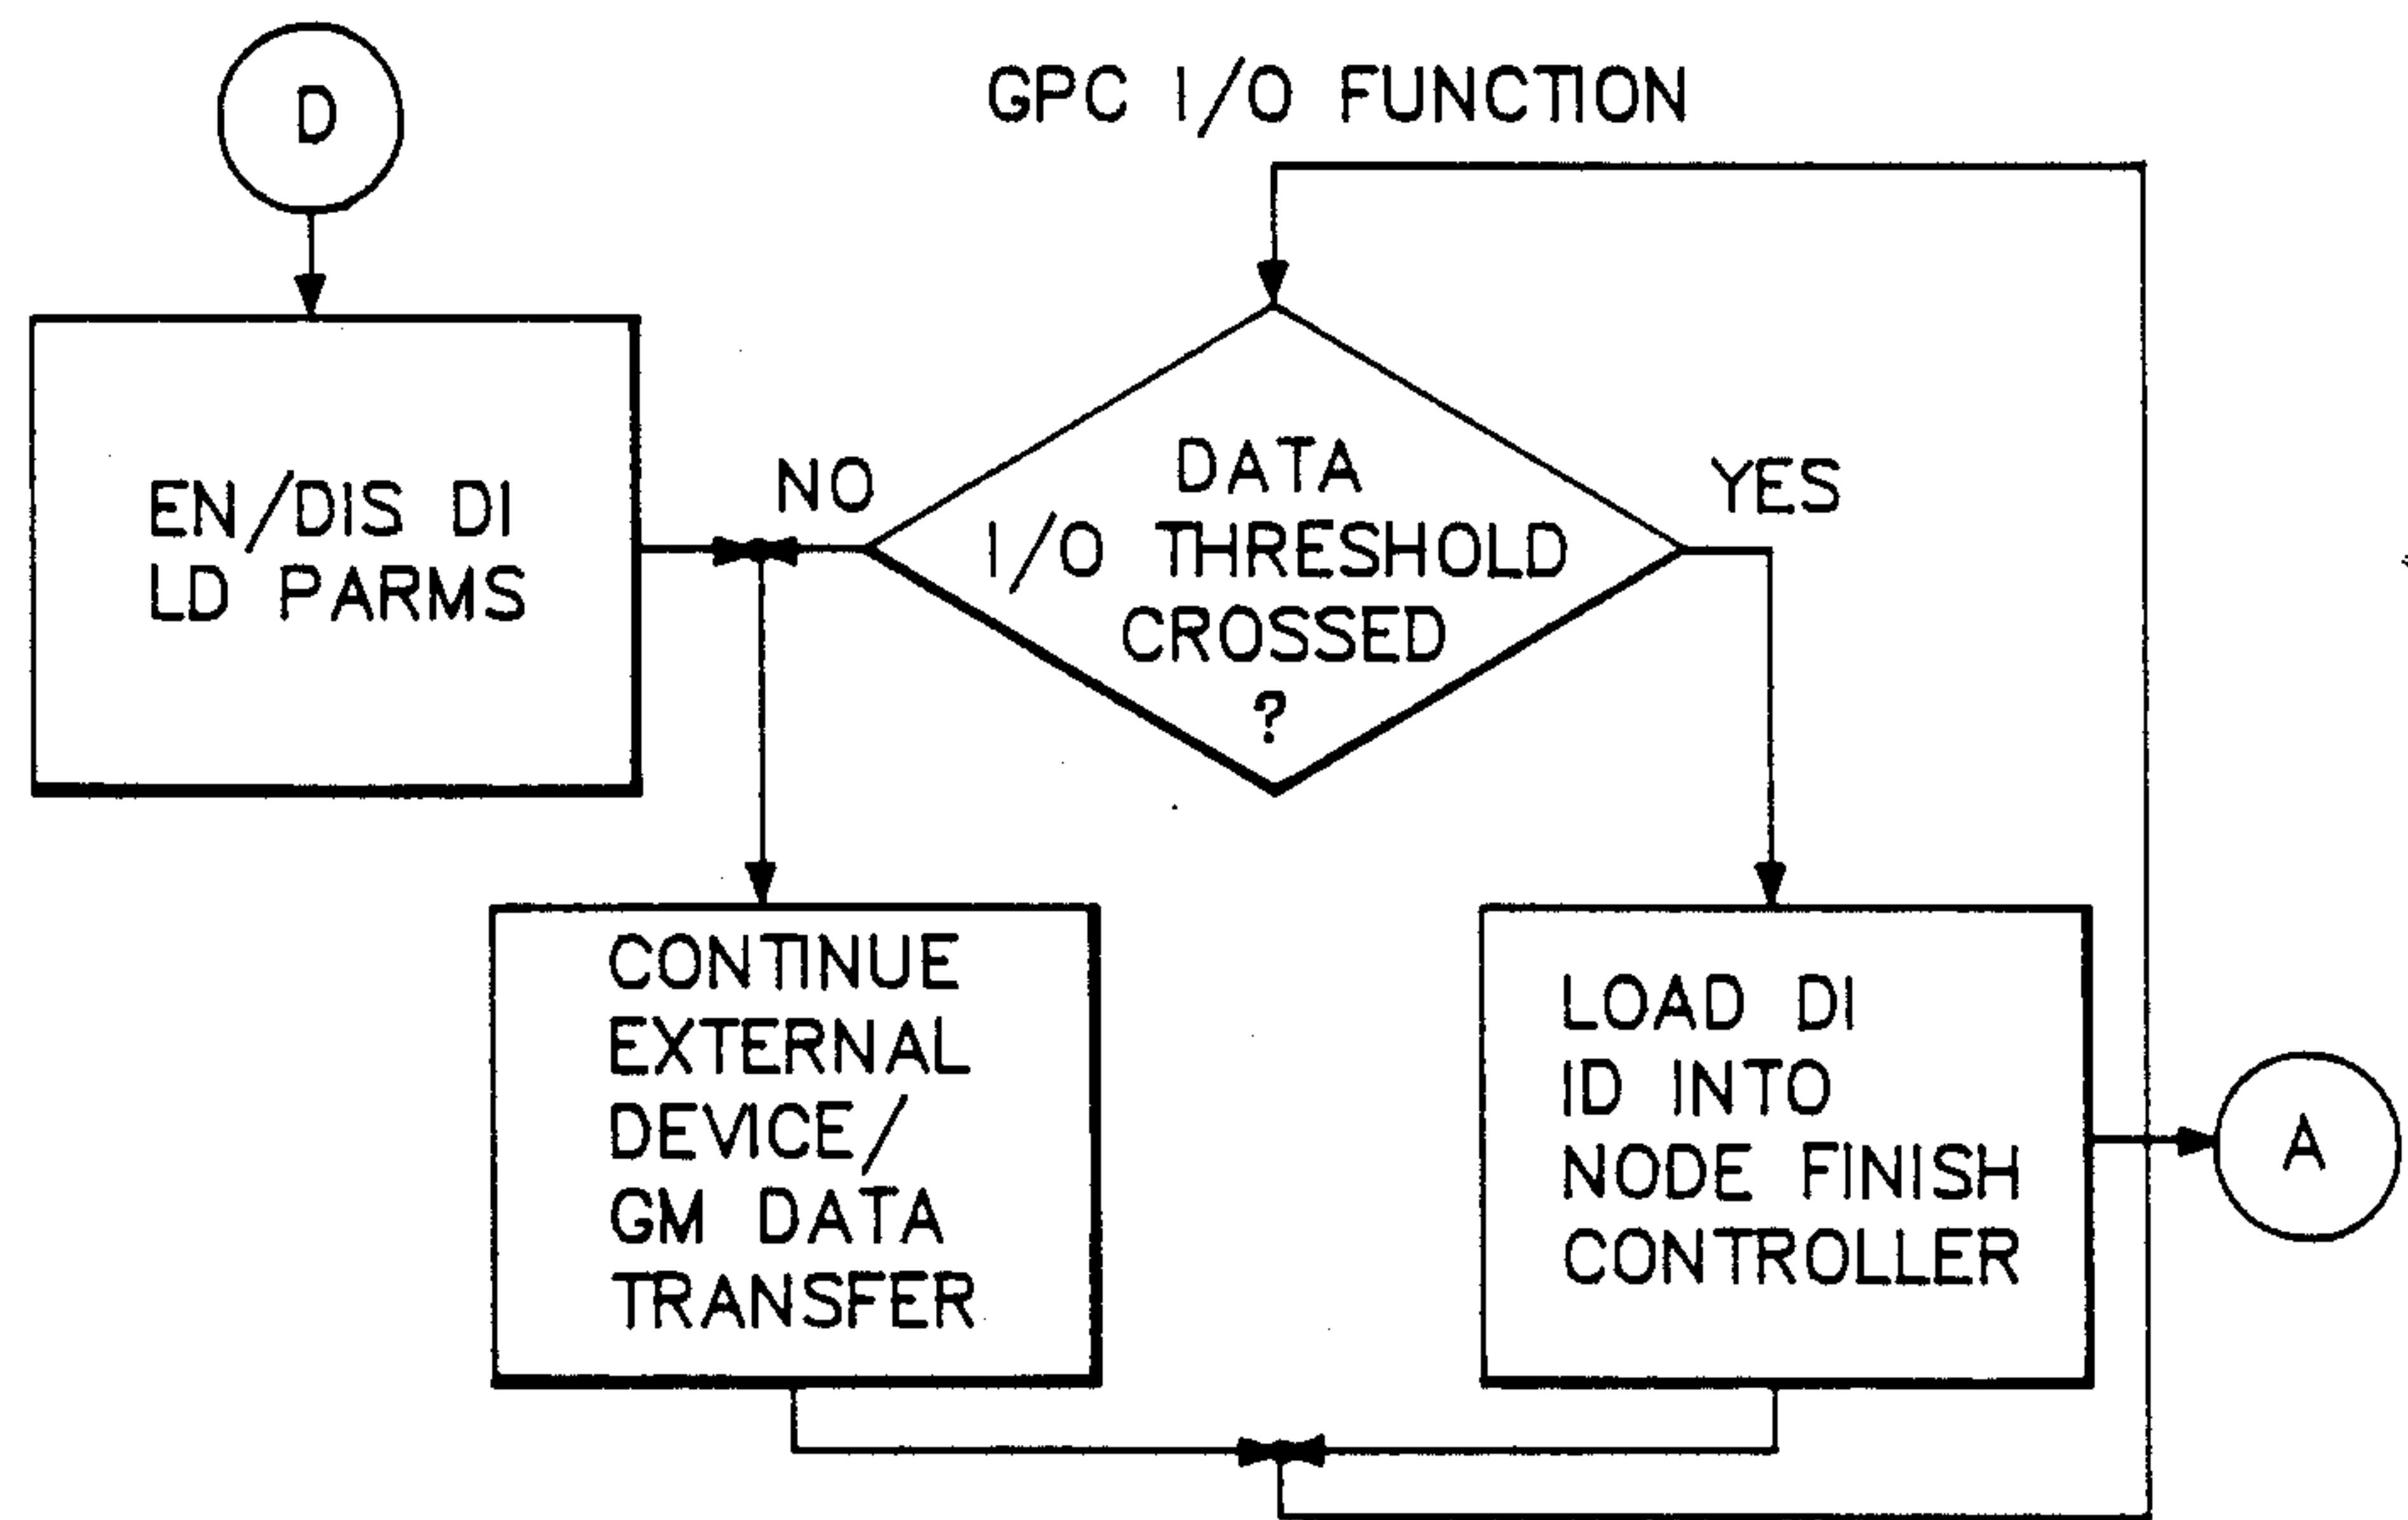 D
GPC I/O FUNCTION
EN/DIS DI
LD PARMS
NO
DATA
I/O THRESHOLD
CROSSED
?
YES
CONTINUE
EXTERNAL
DEVICE/
GM DATA
TRANSFER
LOAD DI
ID INTO
NODE FINISH
CONTROLLER
A